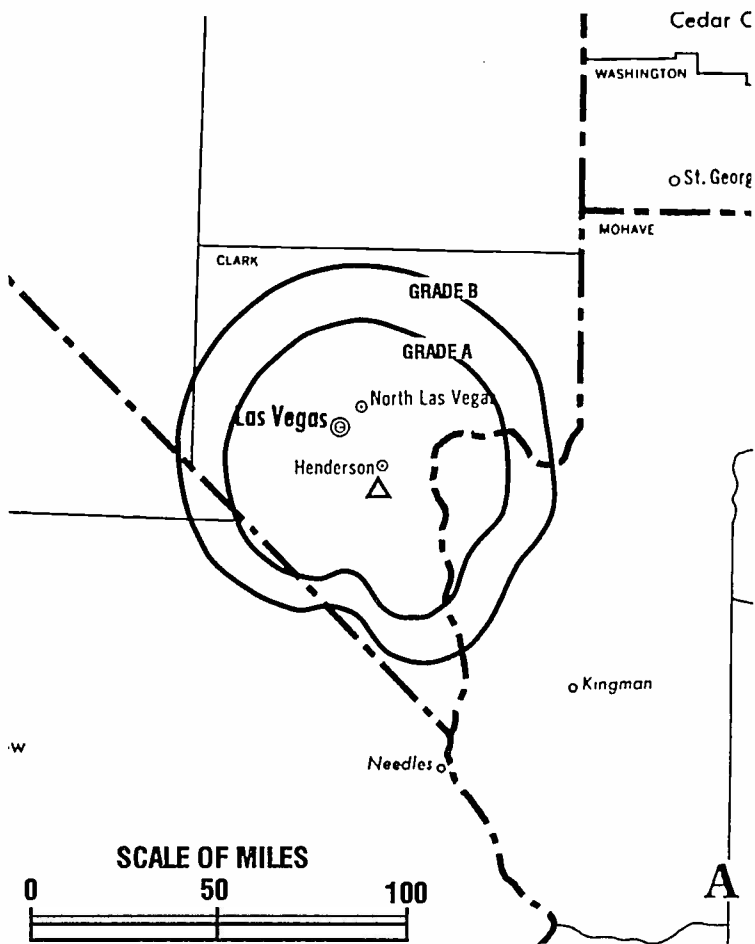 Cedar C
WASHINGTON
St. Georg
MOHAVE
CLARK
GRADE B
GRADE A
North Las Vegas
Las Vegas
Henderson
Kingman
w
Needles
SCALE OF MILES
0 50 100
A